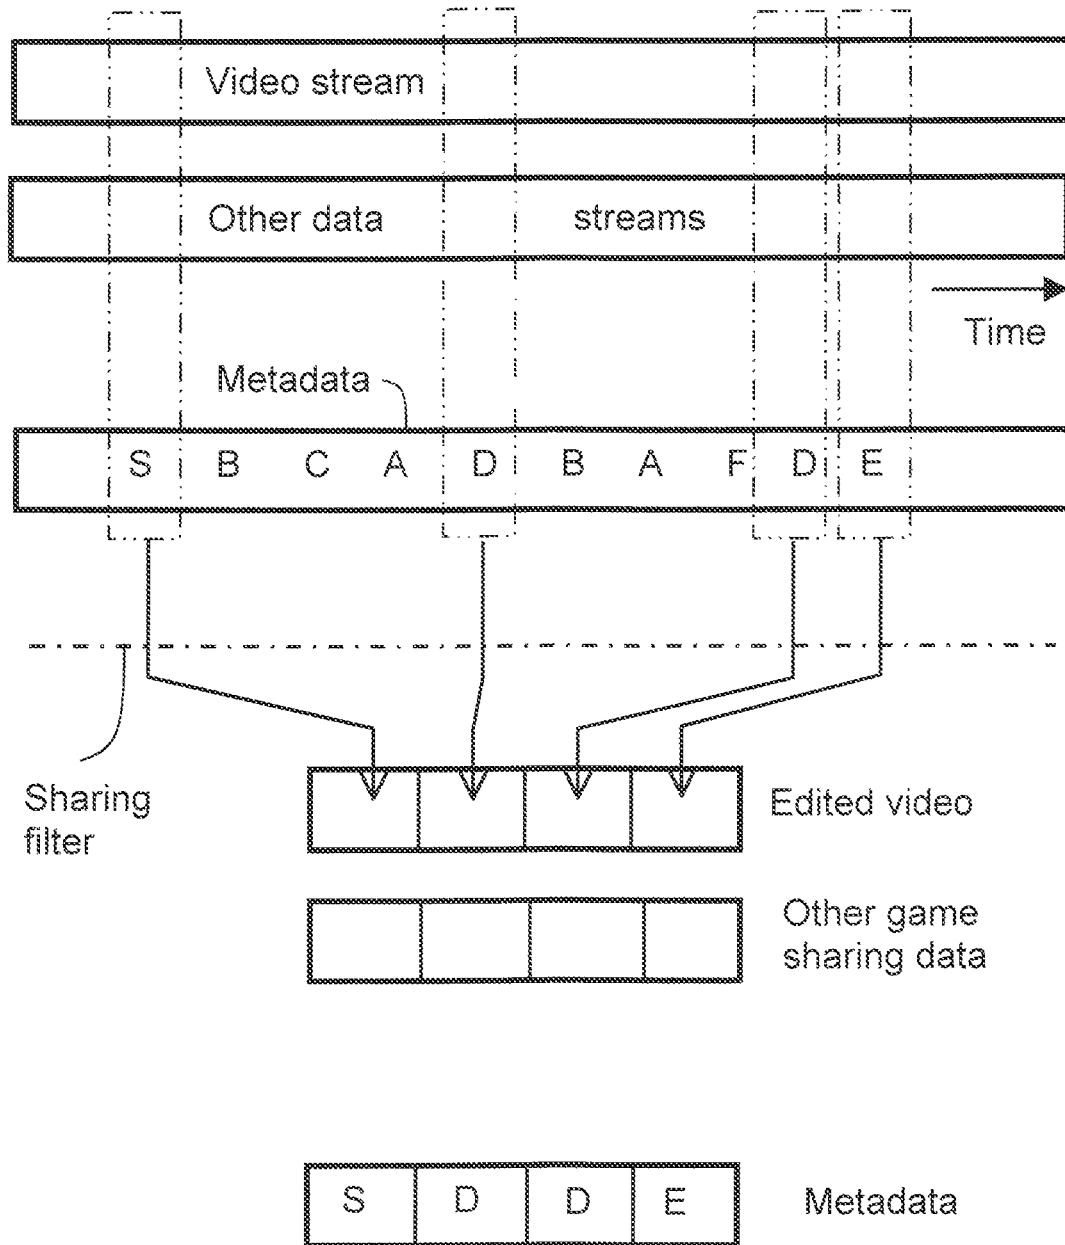 Video stream
Other data streams
Time
Metadata
S B C A D B A F D E
Sharing
filter
Edited video
Other game
sharing data
S D D E Metadata